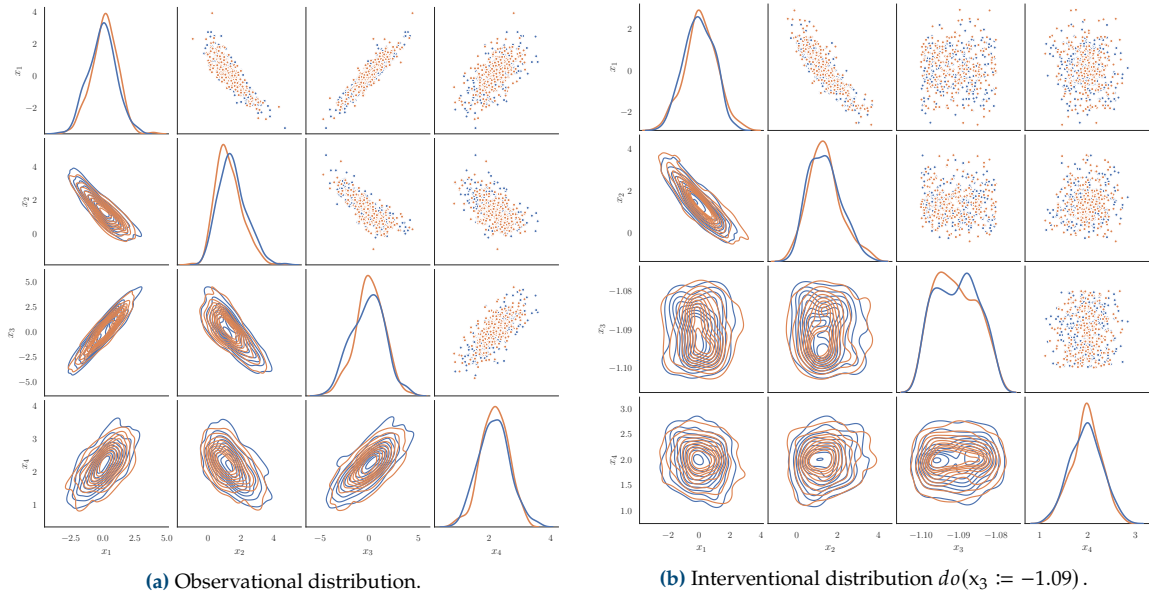 4
2
0
−2
x₁
4
2
0
x₂
5.0
2.5
0.0
−2.5
−5.0
x₃
4
3
2
1
x₄
−2.5 0.0 2.5 5.0
x₁
0 2 4
x₂
−5 0 5
x₃
2 4
x₄
(a) Observational distribution.
2
0
−2
x₁
4
2
0
x₂
−1.08
−1.09
−1.10
x₃
3.0
2.5
2.0
1.5
1.0
x₄
−2 0 2 4
x₁
0 2 4
x₂
−1.10 −1.09 −1.08
x₃
1 2 3
x₄
(b) Interventional distribution do(x₃ := −1.09) .